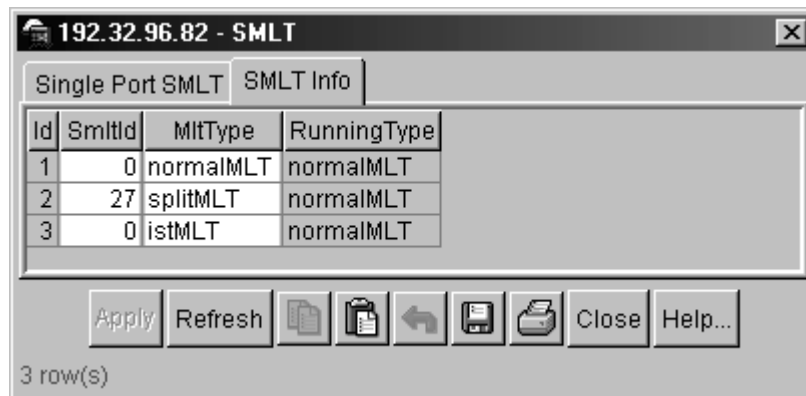 192.32.96.82 - SMLT
Single Port SMLT SMLT Info
Id SmltId MltType RunningType
1 0 normalMLT normalMLT
2 27 splitMLT normalMLT
3 0 istMLT normalMLT
Apply Refresh Close Help...
3 row(s)